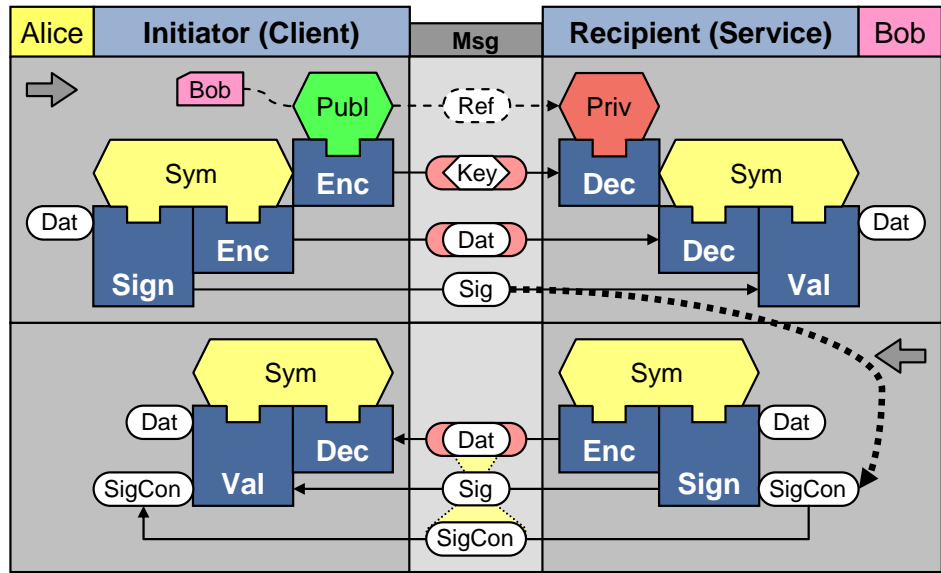 Alice
Initiator (Client)
Msg
Recipient (Service)
Bob
Bob
Publ
Ref
Priv
Sym
Enc
Key
Dec
Sym
Dat
Enc
Dat
Dec
Dat
Sign
Sig
Val
Sym
Sym
Dat
Dec
Dat
Enc
Dat
SigCon
Val
Sig
Sign
SigCon
SigCon